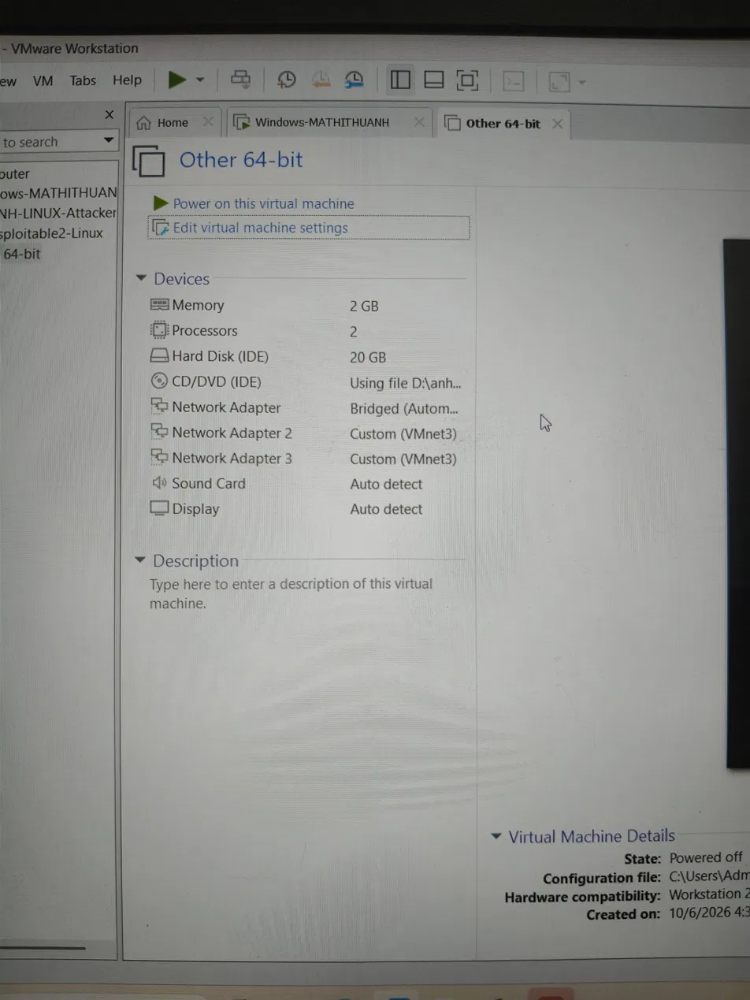 - VMware Workstation
ew VM Tabs Help
to search
Home
Windows-MATHITHUANH
Other 64-bit
puter
ows-MATHITHUAN
NH-LINUX-Attacker
sploitable2-Linux
64-bit
Other 64-bit
Power on this virtual machine
Edit virtual machine settings
Devices
Memory 2 GB
Processors 2
Hard Disk (IDE) 20 GB
CD/DVD (IDE) Using file D:\anh...
Network Adapter Bridged (Autom...
Network Adapter 2 Custom (VMnet3)
Network Adapter 3 Custom (VMnet3)
Sound Card Auto detect
Display Auto detect
Description
Type here to enter a description of this virtual
machine.
Virtual Machine Details
State: Powered off
Configuration file: C:\Users\Adm
Hardware compatibility: Workstation 2
Created on: 10/6/2026 4:3